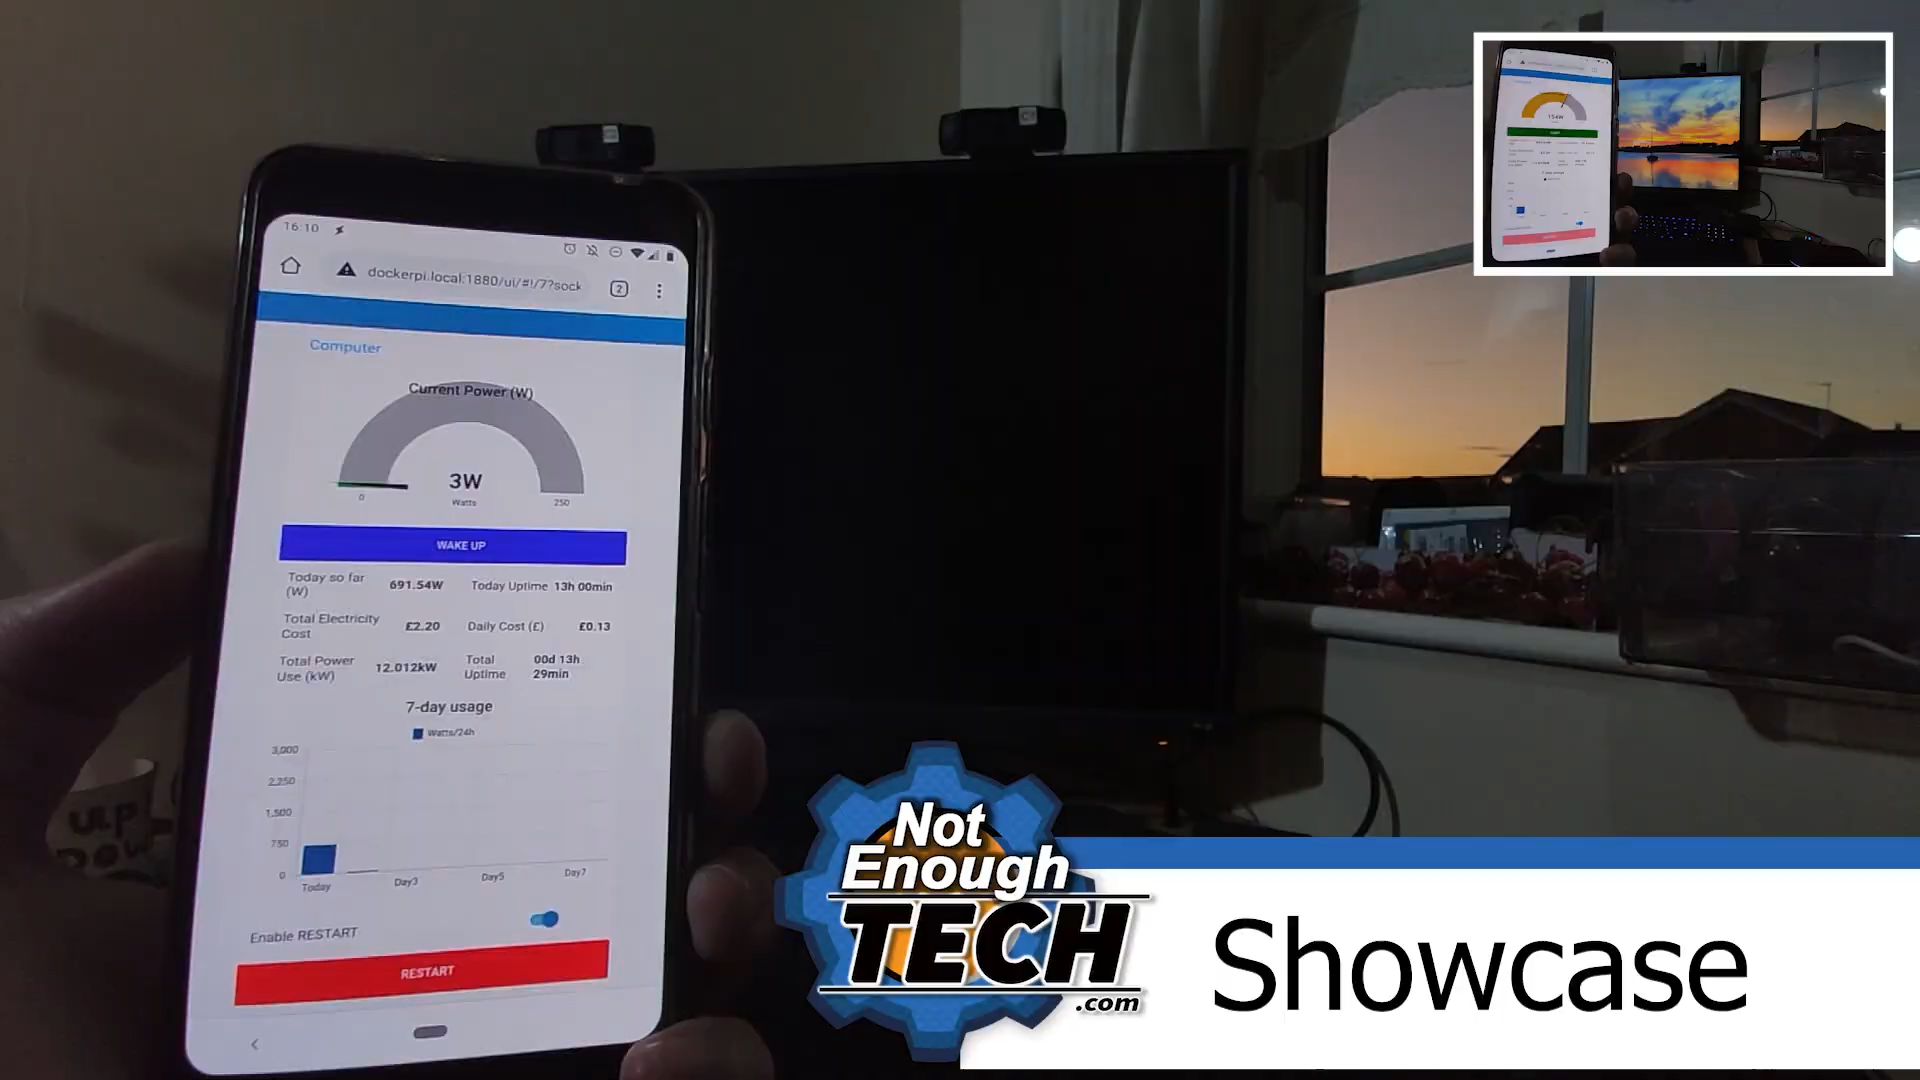 16:10
dockerpi.local:1880/ui/#!/7?sock
2
Computer
Current Power (W)
3W
Watts
0
250
WAKE UP
Today so far
(W)
691.54W
Today Uptime
13h 00min
Total Electricity
Cost
£2.20
Daily Cost (£)
£0.13
Total Power
Use (kW)
12.012kW
Total
Uptime
00d 13h
29min
7-day usage
Watts/24h
3,000
2,250
1,500
750
0
Today
Day3
Day5
Day7
Enable RESTART
RESTART
up
Down
Not
Enough
TECH
.com
Showcase